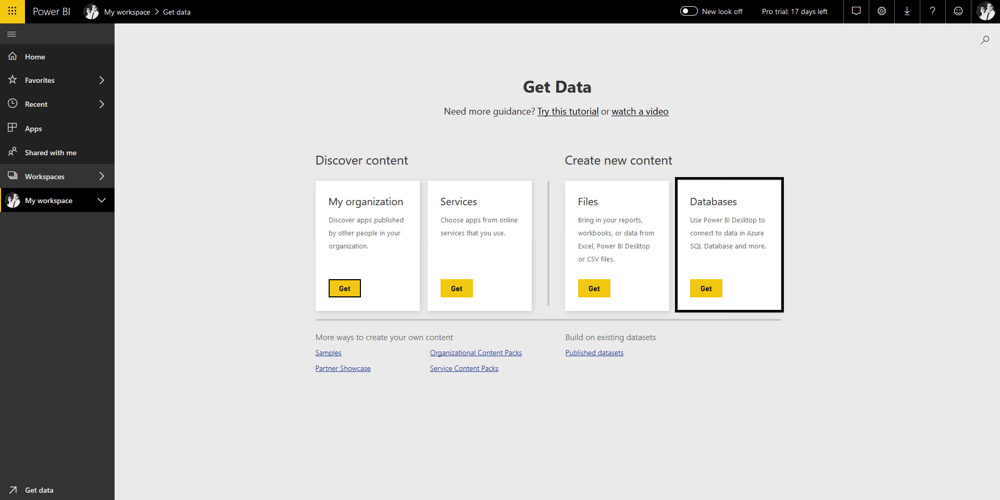 Power BI
My workspace
Get data
New look off
Pro trial: 17 days left
Home
Favorites
Recent
Apps
Shared with me
Workspaces
My workspace
Get data
Get Data
Need more guidance? Try this tutorial or watch a video
Discover content
My organization
Discover apps published
by other people in your
organization.
Get
Services
Choose apps from online
services that you use.
Get
Create new content
Files
Bring in your reports,
workbooks, or data from
Excel, Power BI Desktop
or CSV files.
Get
Databases
Use Power BI Desktop to
connect to data in Azure
SQL Database and more.
Get
More ways to create your own content
Samples
Organizational Content Packs
Partner Showcase
Service Content Packs
Build on existing datasets
Published datasets